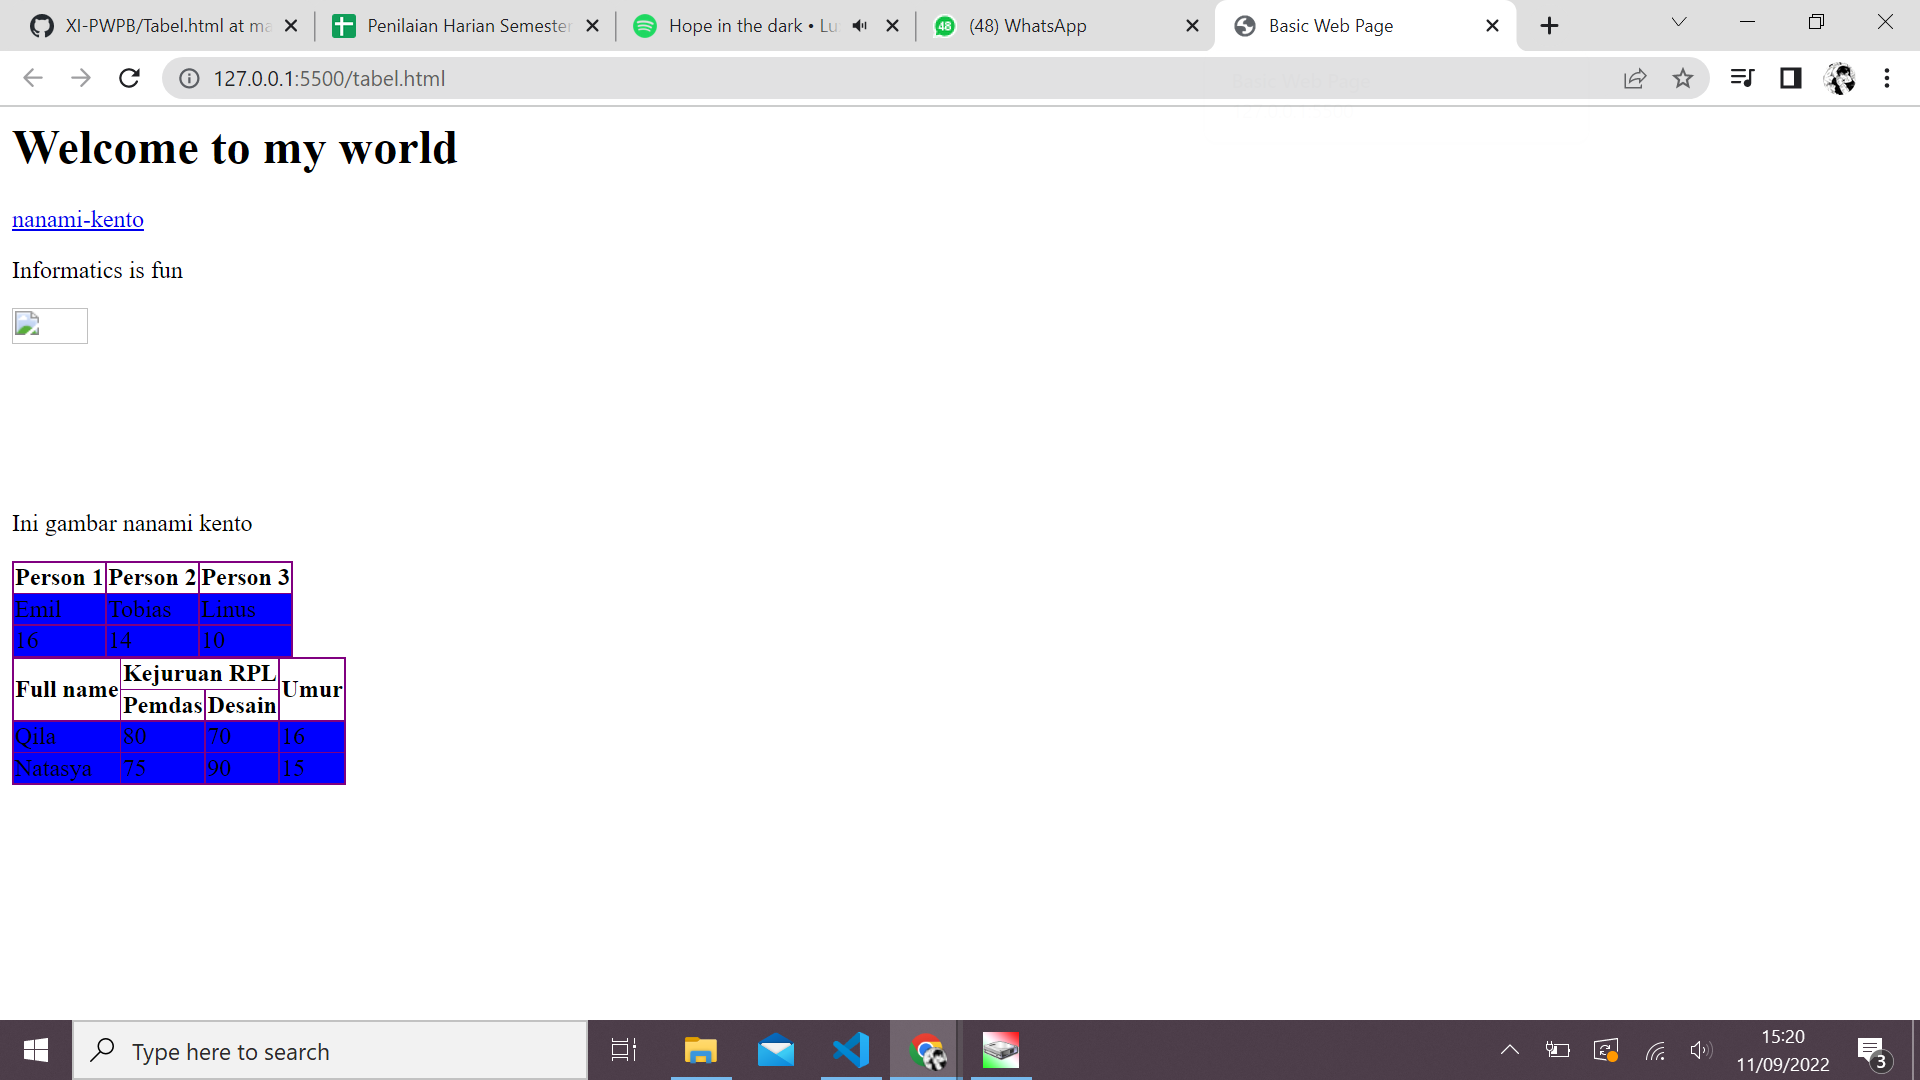 XI-PWPB/Tabel.html at ma
Penilaian Harian Semester
Hope in the dark • Lu
48
(48) WhatsApp
Basic Web Page
127.0.0.1:5500/tabel.html
Welcome to my world
nanami-kento
Informatics is fun
Ini gambar nanami kento
Person 1 Person 2 Person 3
Emil Tobias Linus
16 14 10
Full name Kejuruan RPL Umur
Pemdas Desain
Qila 80 70 16
Natasya 75 90 15
Type here to search
15:20
11/09/2022
3